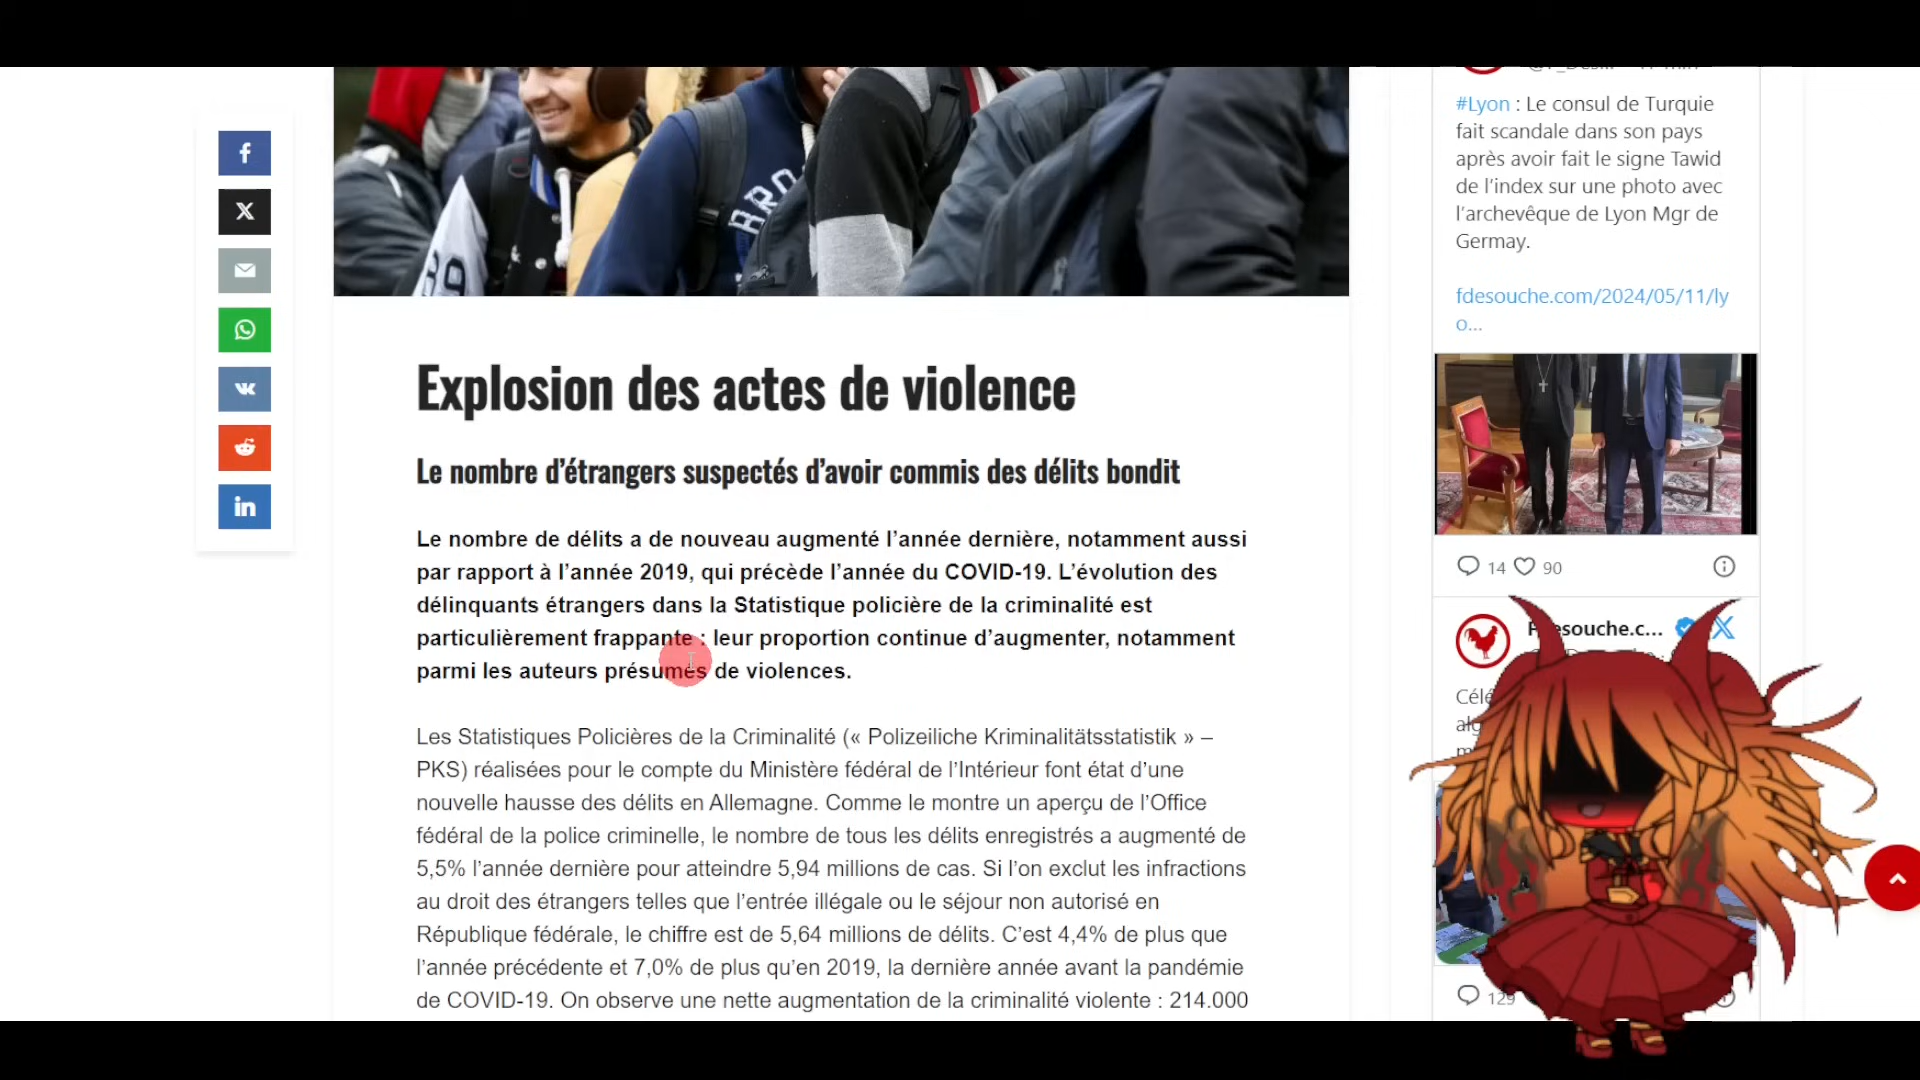 BRO
89
Explosion des actes de violence
Le nombre d’étrangers suspectés d’avoir commis des délits bondit
Le nombre de délits a de nouveau augmenté l’année dernière, notamment aussi
par rapport à l’année 2019, qui précède l’année du COVID-19. L’évolution des
délinquants étrangers dans la Statistique policière de la criminalité est
particulièrement frappante : leur proportion continue d’augmenter, notamment
parmi les auteurs présumés de violences.
Les Statistiques Policières de la Criminalité (« Polizeiliche Kriminalitätsstatistik » –
PKS) réalisées pour le compte du Ministère fédéral de l’Intérieur font état d’une
nouvelle hausse des délits en Allemagne. Comme le montre un aperçu de l’Office
fédéral de la police criminelle, le nombre de tous les délits enregistrés a augmenté de
5,5% l’année dernière pour atteindre 5,94 millions de cas. Si l’on exclut les infractions
au droit des étrangers telles que l’entrée illégale ou le séjour non autorisé en
République fédérale, le chiffre est de 5,64 millions de délits. C’est 4,4% de plus que
l’année précédente et 7,0% de plus qu’en 2019, la dernière année avant la pandémie
de COVID-19. On observe une nette augmentation de la criminalité violente : 214.000
#Lyon : Le consul de Turquie
fait scandale dans son pays
après avoir fait le signe Tawid
de l’index sur une photo avec
l’archevêque de Lyon Mgr de
Germay.
fdesouche.com/2024/05/11/ly
o...
14 90
esouche.c...
129